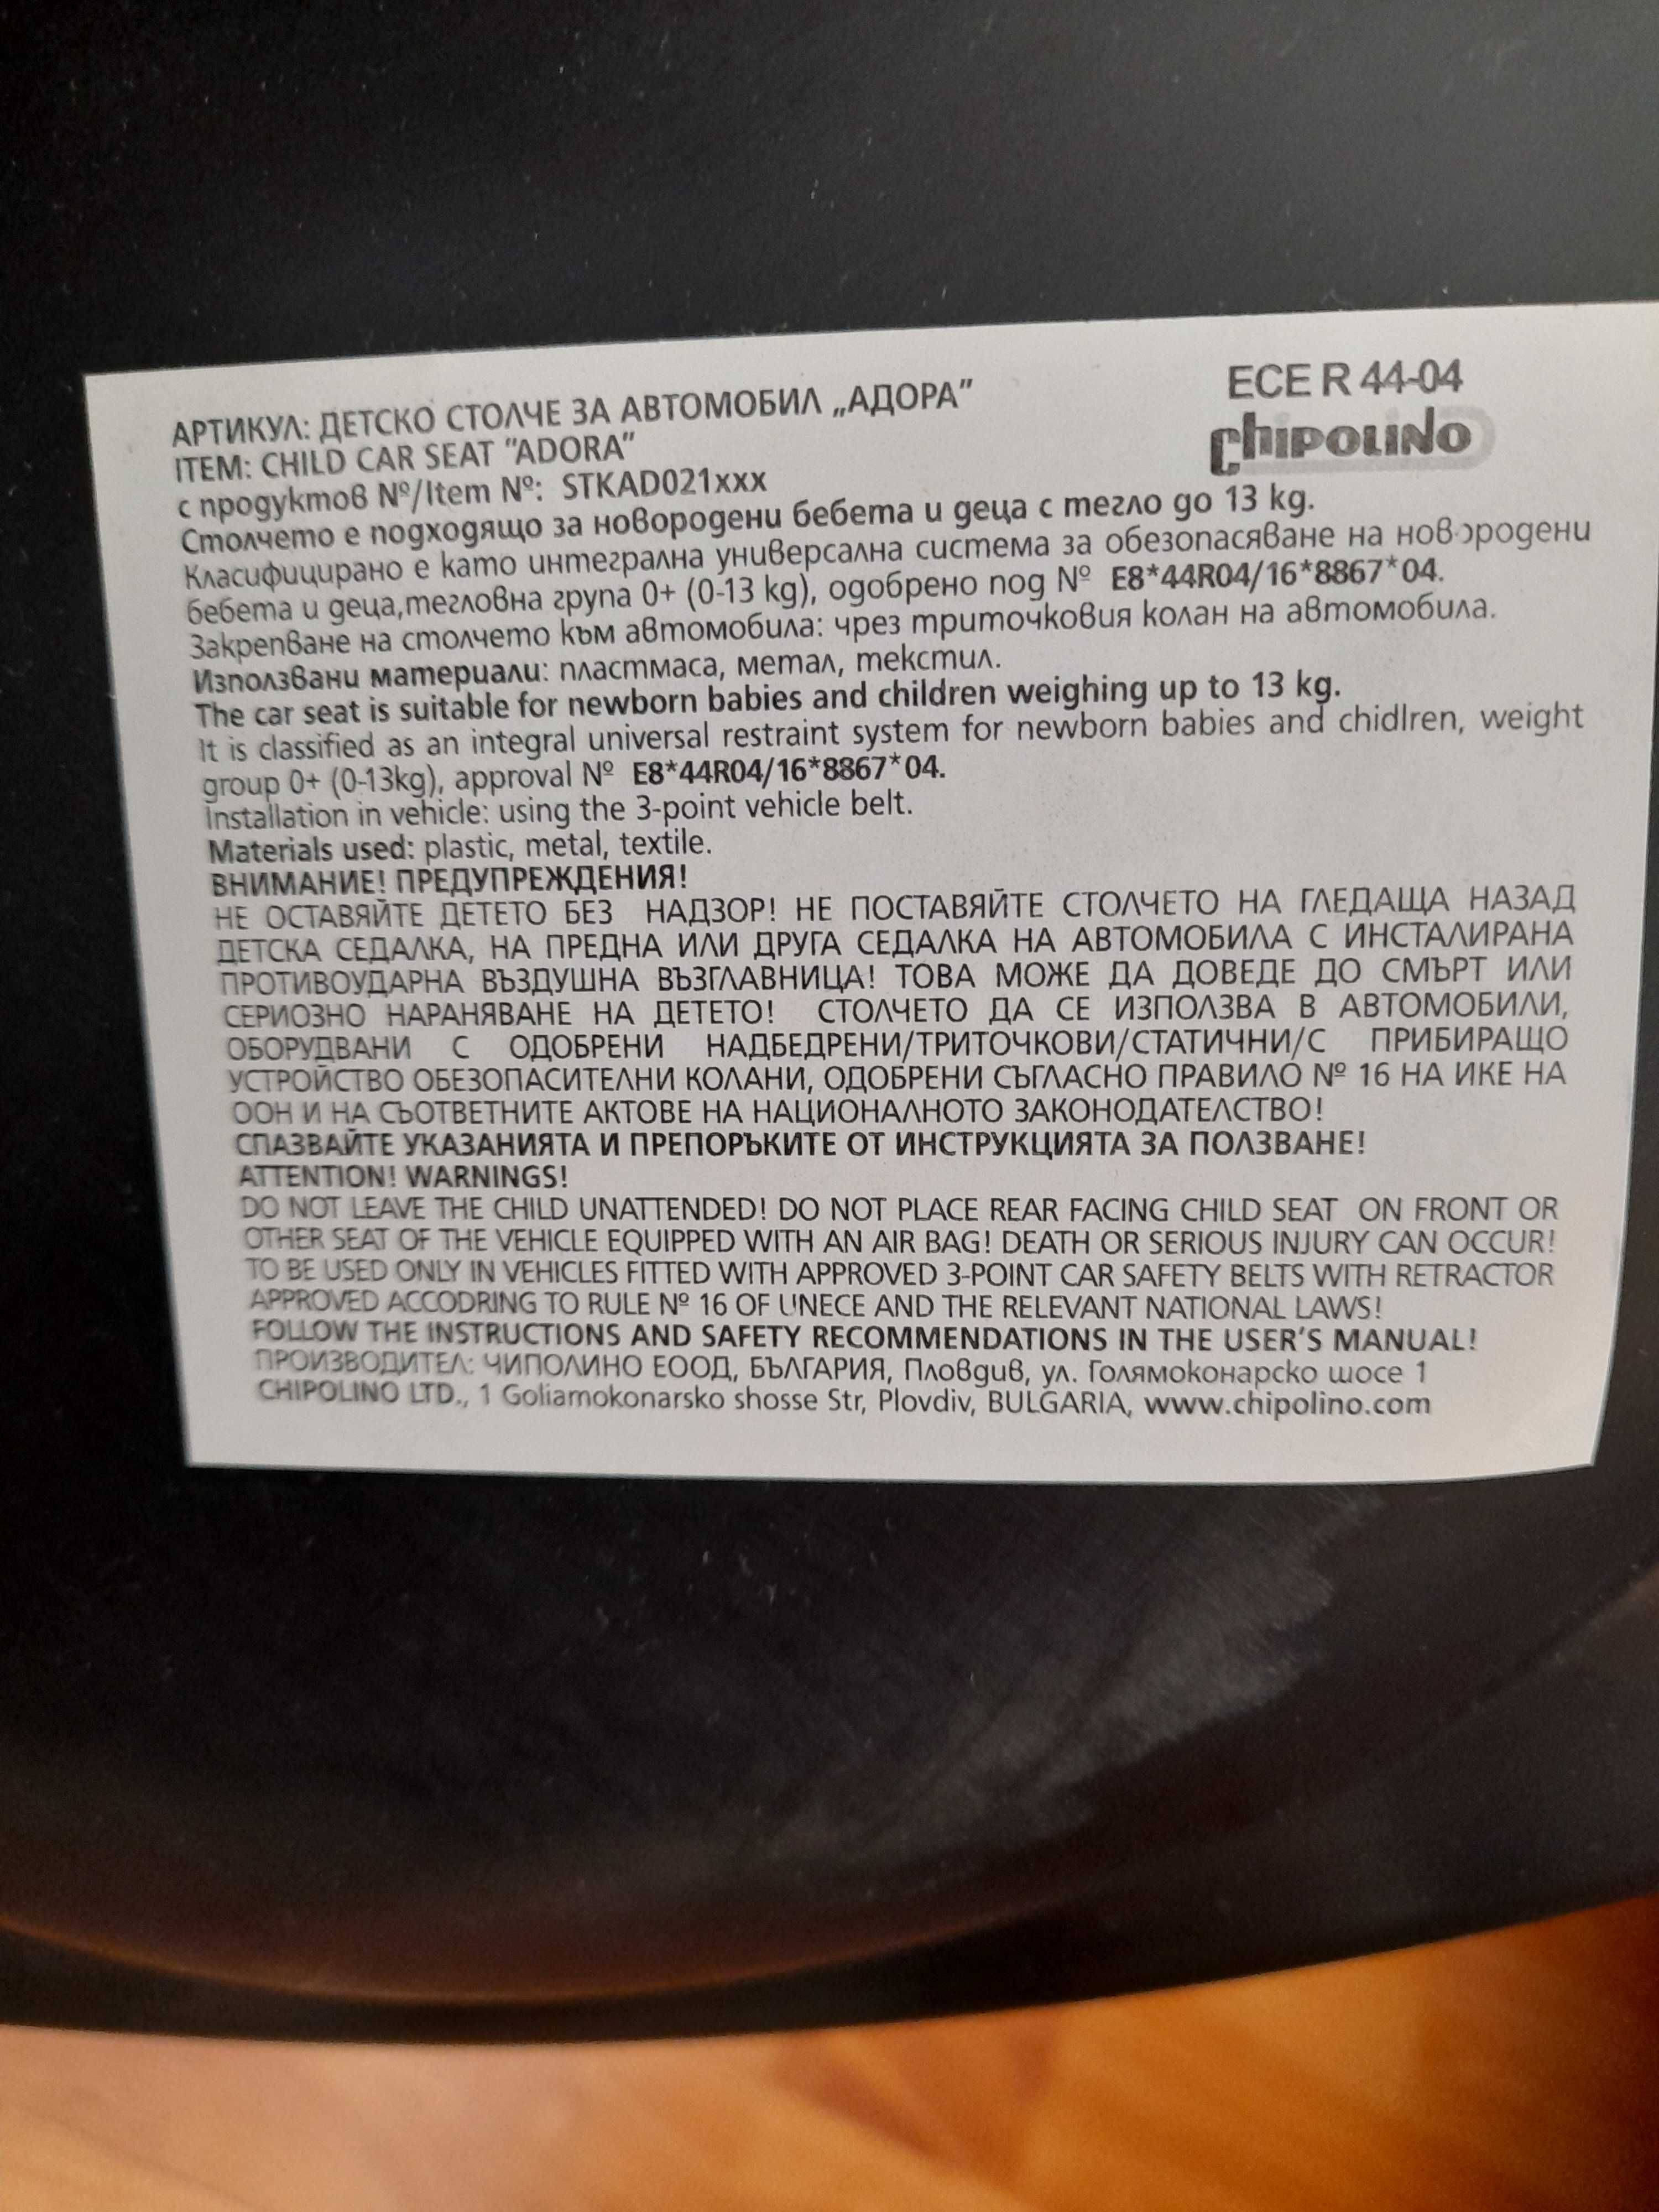 АРТИКУЛ: ДЕТСКО СТОЛЧЕ ЗА АВТОМОБИЛ „АДОРА”
ECE R 44-04
ITEM: CHILD CAR SEAT "ADORA"
chipolino
с продуктов №/Item №: STKAD021xxx
Столчето е подходящо за новородени бебета и деца с тегло до 13 kg.
Класифицирано е като интегрална универсална система за обезопасяване на новородени
бебета и деца,тегловна група 0+ (0-13 kg), одобрено под № E8*44R04/16*8867*04.
Закрепване на столчето към автомобила: чрез триточковия колан на автомобила.
Използвани материали: пластмаса, метал, текстил.
The car seat is suitable for newborn babies and children weighing up to 13 kg.
It is classified as an integral universal restraint system for newborn babies and chidlren, weight
group 0+ (0-13kg), approval № E8*44R04/16*8867*04.
Installation in vehicle: using the 3-point vehicle belt.
Materials used: plastic, metal, textile.
ВНИМАНИЕ! ПРЕДУПРЕЖДЕНИЯ!
НЕ ОСТАВЯЙТЕ ДЕТЕТО БЕЗ НАДЗОР! НЕ ПОСТАВЯЙТЕ СТОЛЧЕТО НА ГЛЕДАЩА НАЗАД
ДЕТСКА СЕДАЛКА, НА ПРЕДНА ИЛИ ДРУГА СЕДАЛКА НА АВТОМОБИЛА С ИНСТАЛИРАНА
ПРОТИВОУДАРНА ВЪЗДУШНА ВЪЗГЛАВНИЦА! ТОВА МОЖЕ ДА ДОВЕДЕ ДО СМЪРТ ИЛИ
СЕРИОЗНО НАРАНЯВАНЕ НА ДЕТЕТО! СТОЛЧЕТО ДА СЕ ИЗПОЛЗВА В АВТОМОБИЛИ,
ОБОРУДВАНИ С ОДОБРЕНИ НАДБЕДРЕНИ/ТРИТОЧКОВИ/СТАТИЧНИ/С ПРИБИРАЩО
УСТРОЙСТВО ОБЕЗОПАСИТЕЛНИ КОЛАНИ, ОДОБРЕНИ СЪГЛАСНО ПРАВИЛО № 16 НА ИКЕ НА
ООН И НА СЪОТВЕТНИТЕ АКТОВЕ НА НАЦИОНАЛНОТО ЗАКОНОДАТЕЛСТВО!
СПАЗВАЙТЕ УКАЗАНИЯТА И ПРЕПОРЪКИТЕ ОТ ИНСТРУКЦИЯТА ЗА ПОЛЗВАНЕ!
ATTENTION! WARNINGS!
DO NOT LEAVE THE CHILD UNATTENDED! DO NOT PLACE REAR FACING CHILD SEAT ON FRONT OR
OTHER SEAT OF THE VEHICLE EQUIPPED WITH AN AIR BAG! DEATH OR SERIOUS INJURY CAN OCCUR!
TO BE USED ONLY IN VEHICLES FITTED WITH APPROVED 3-POINT CAR SAFETY BELTS WITH RETRACTOR
APPROVED ACCODRING TO RULE № 16 OF UNECE AND THE RELEVANT NATIONAL LAWS!
FOLLOW THE INSTRUCTIONS AND SAFETY RECOMMENDATIONS IN THE USER'S MANUAL!
ПРОИЗВОДИТЕЛ: ЧИПОЛИНО ЕООД, БЪЛГАРИЯ, Пловдив, ул. Голямоконарско шосе 1
CHIPOLINO LTD., 1 Goliamokonarsko shosse Str, Plovdiv, BULGARIA, www.chipolino.com